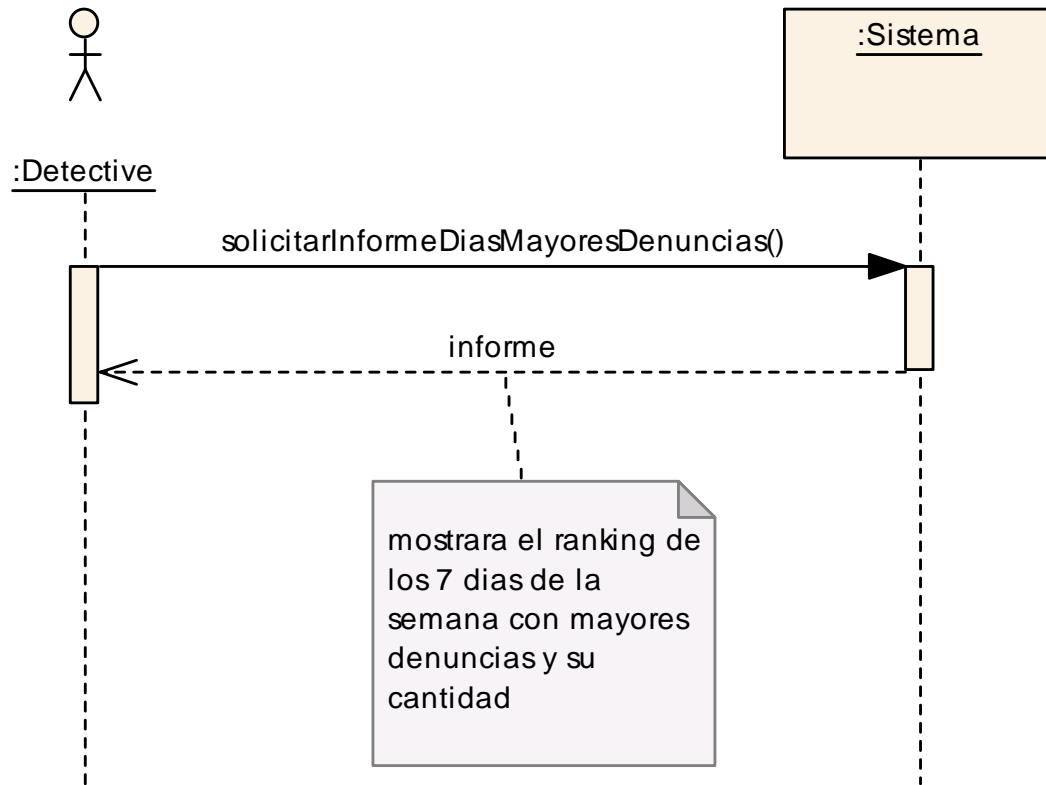 :Sistema
:Detective
solicitarInformeDiasMayoresDenuncias()
informe
mostrara el ranking de
los 7 dias de la
semana con mayores
denuncias y su
cantidad